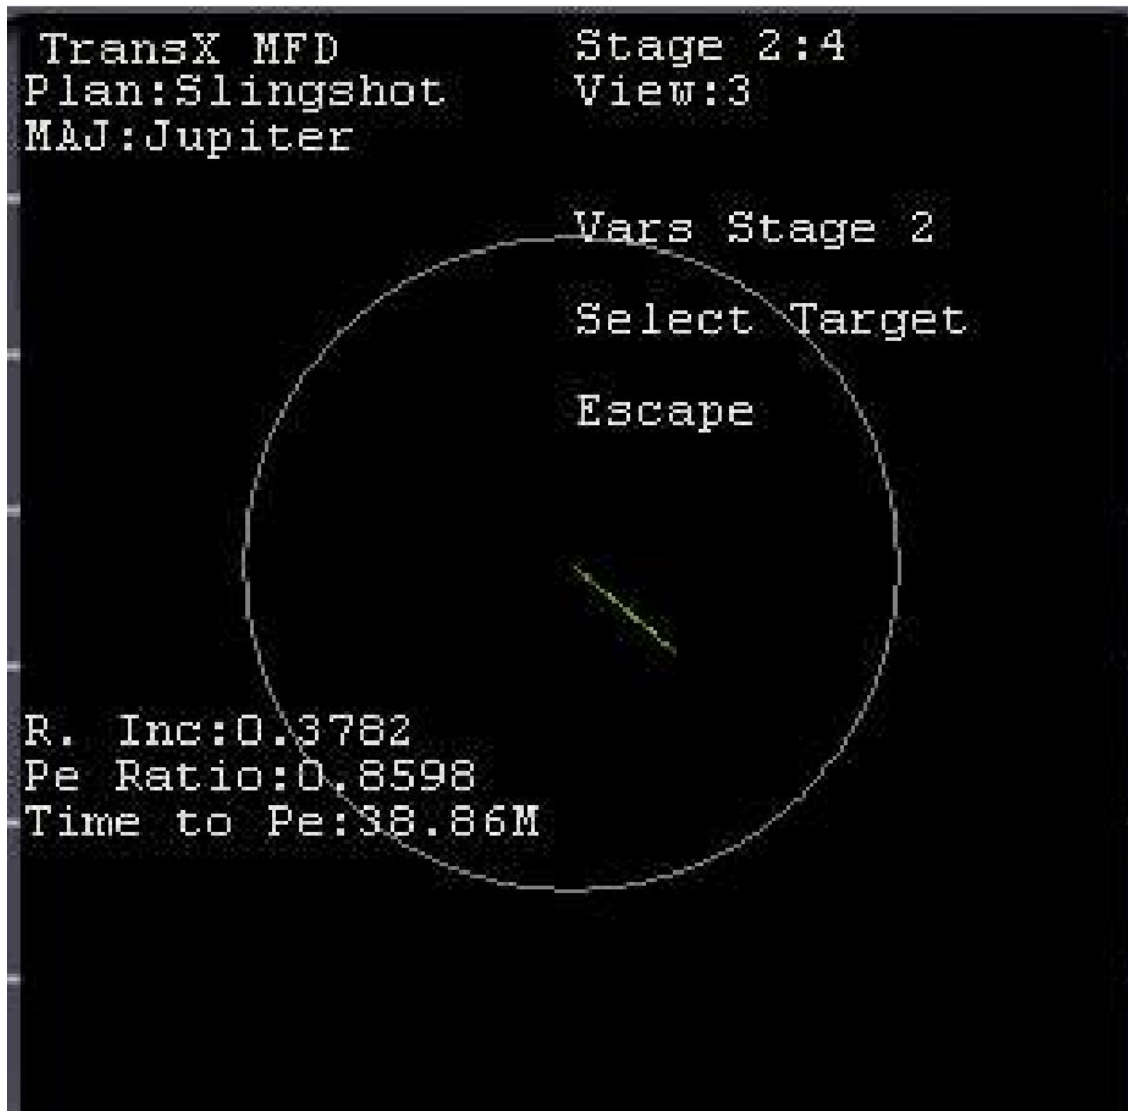 TransX MFD
Stage 2:4
Plan:Slingshot
View:3
MAJ:Jupiter
Vars Stage 2
Select Target
Escape
R. Inc:0.3782
Pe Ratio:0.8598
Time to Pe:38.86M